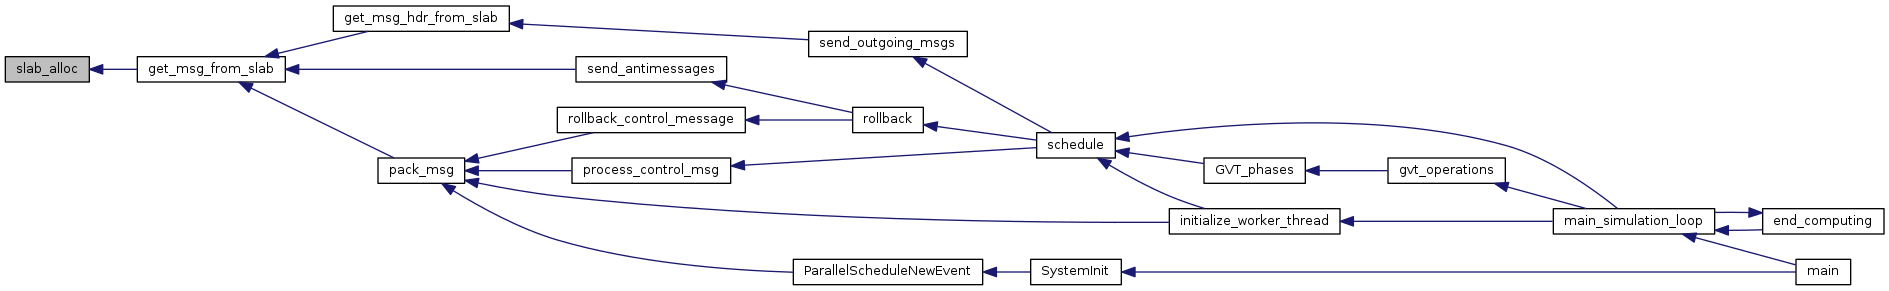 get_msg_hdr_from_slab
send_outgoing_msgs
slab_alloc
get_msg_from_slab
send_antimessages
rollback_control_message
rollback
schedule
pack_msg
process_control_msg
GVT_phases
gvt_operations
initialize_worker_thread
main_simulation_loop
end_computing
ParallelScheduleNewEvent
SystemInit
main